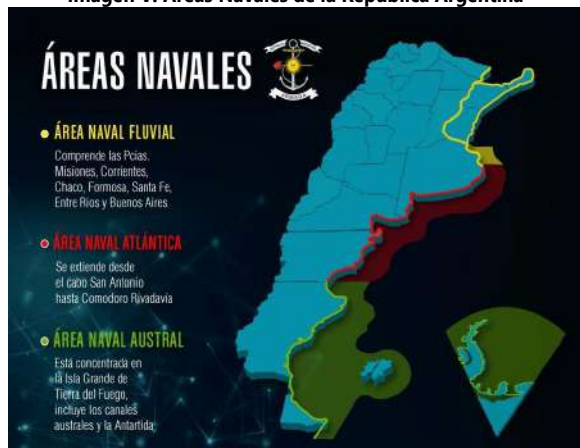 Imagen V. Áreas Navales de la República Argentina
ÁREAS NAVALES
ÁREA NAVAL FLUVIAL
Comprende las Pcias.
Misiones, Corrientes,
Chaco, Formosa, Santa Fe,
Entre Rios y Buenos Aires
ÁREA NAVAL ATLÁNTICA
Se extiende desde
el cabo San Antonio
hasta Comodoro Rivadavia
ÁREA NAVAL AUSTRAL
Está concentrada en
la Isla Grande de
Tierra del Fuego,
incluye los canales
australes y la Antartida